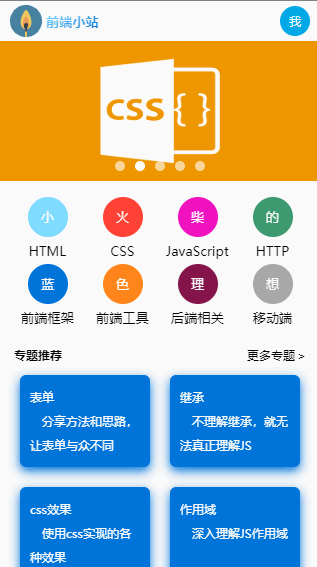 前端小站 我
CSS { }
小 火 柴 的
HTML CSS JavaScript HTTP
蓝 自 理 想
前端框架 前端工具 后端相关 移动端
专题推荐 更多专题 >
表单 继承
分享方法和思路， 不理解继承，就无
让表单与众不同 法真正理解JS
css效果 作用域
使用css实现的各 深入理解JS作用域
种效果